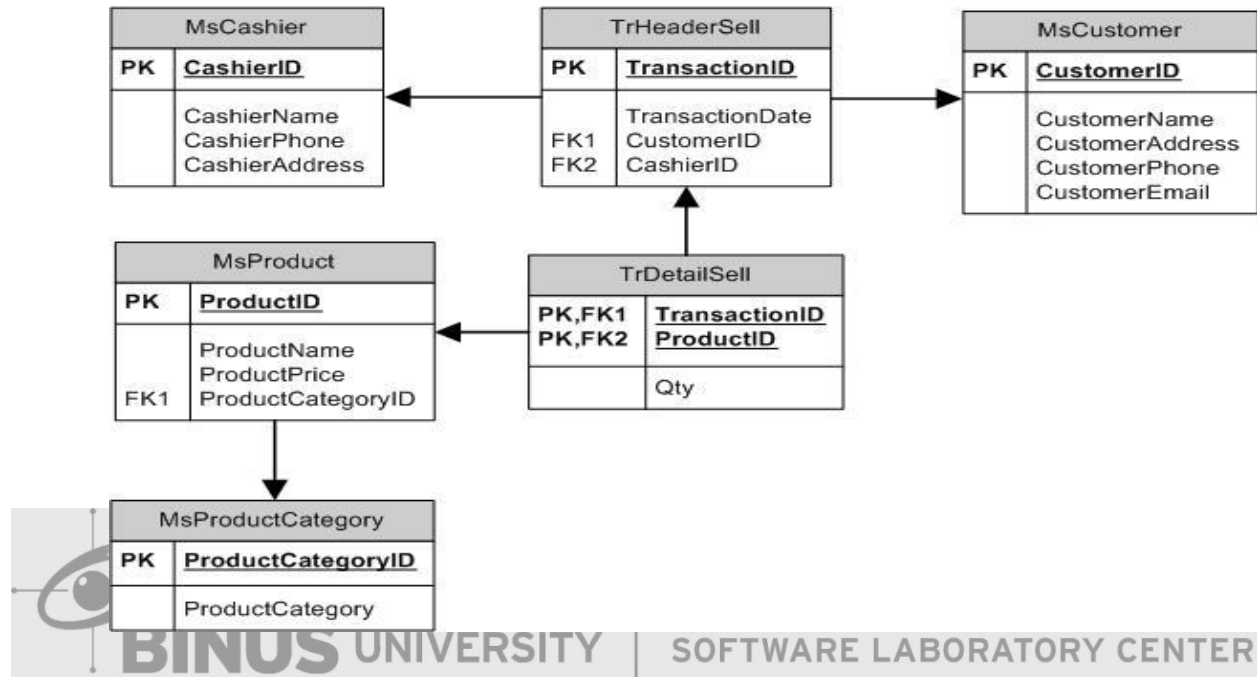 MsCashier
PK CashierID
CashierName
CashierPhone
CashierAddress
TrHeaderSell
PK TransactionID
TransactionDate
FK1 CustomerID
FK2 CashierID
MsCustomer
PK CustomerID
CustomerName
CustomerAddress
CustomerPhone
CustomerEmail
MsProduct
PK ProductID
ProductName
ProductPrice
FK1 ProductCategoryID
TrDetailSell
PK,FK1 TransactionID
PK,FK2 ProductID
Qty
MsProductCategory
PK ProductCategoryID
ProductCategory
BINUS UNIVERSITY | SOFTWARE LABORATORY CENTER